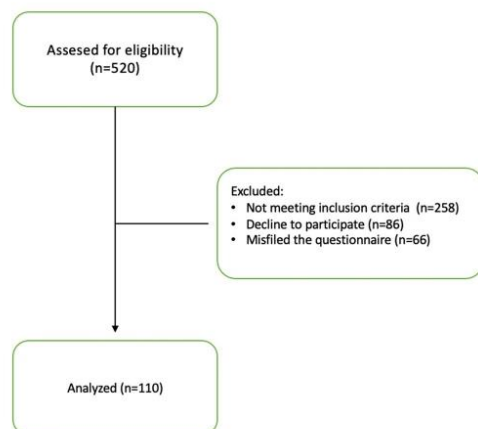 Assesed for eligibility
(n=520)
Excluded:
• Not meeting inclusion criteria (n=258)
• Decline to participate (n=86)
• Misfiled the questionnaire (n=66)
Analyzed (n=110)